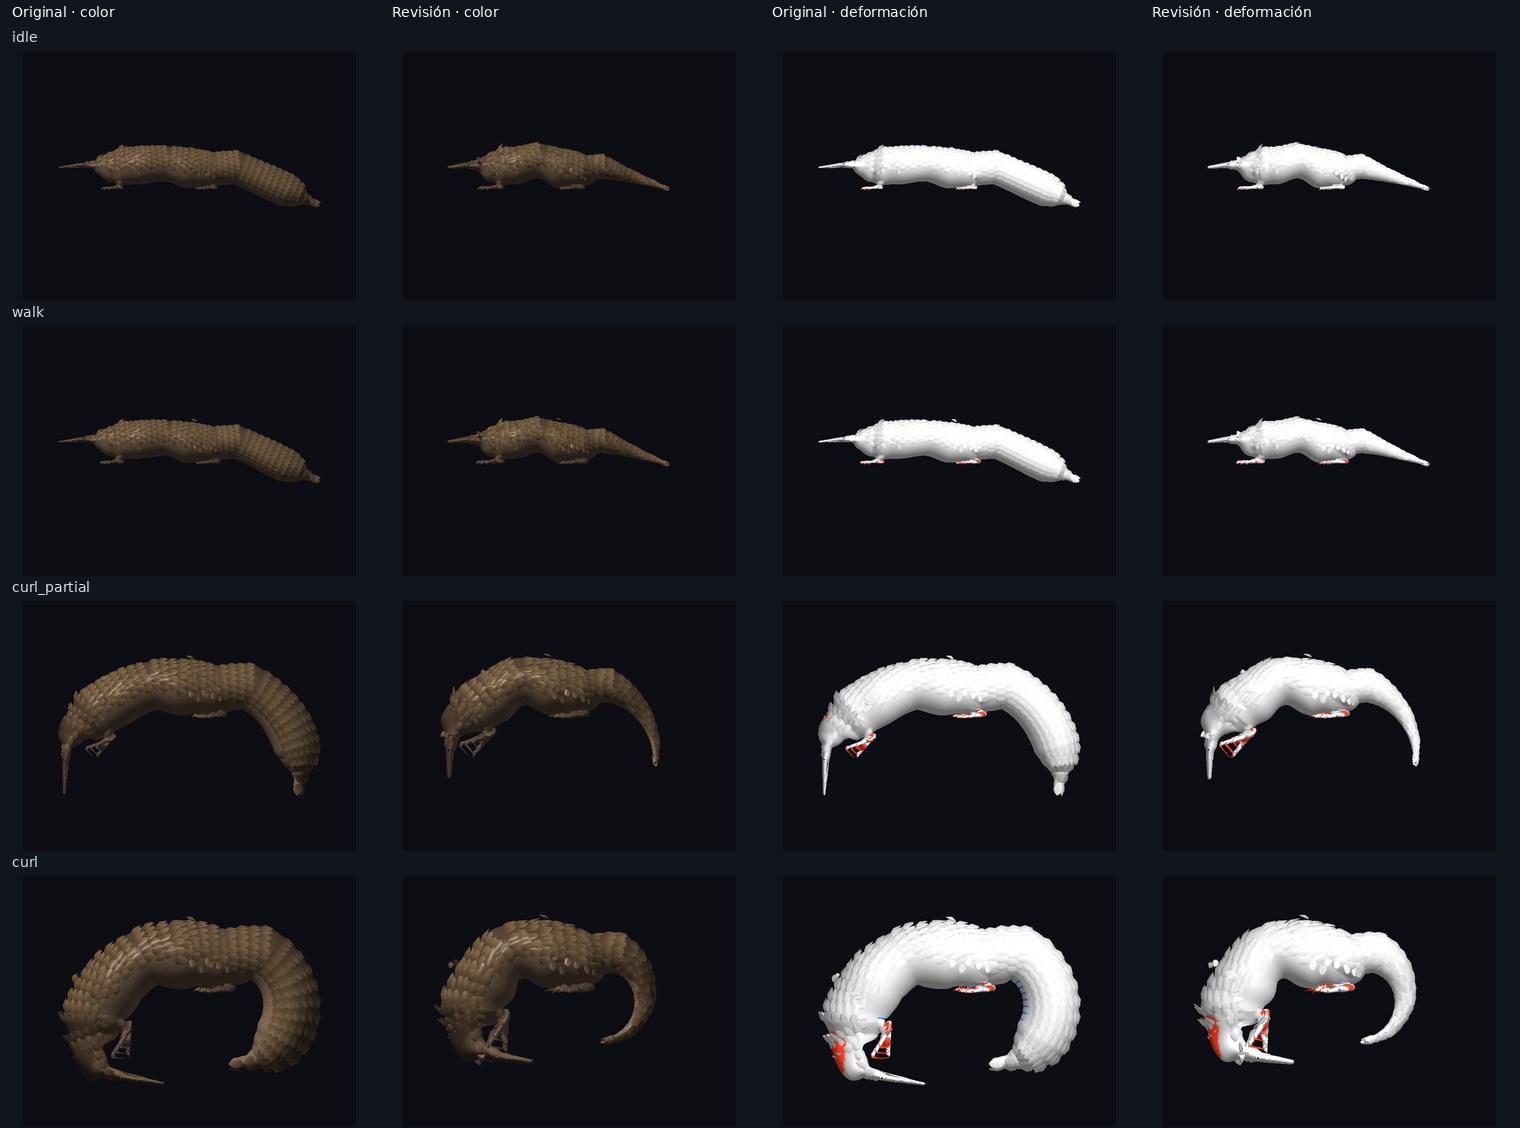 Original · color Revisión · color Original · deformación Revisión · deformación
idle
walk
curl_partial
curl